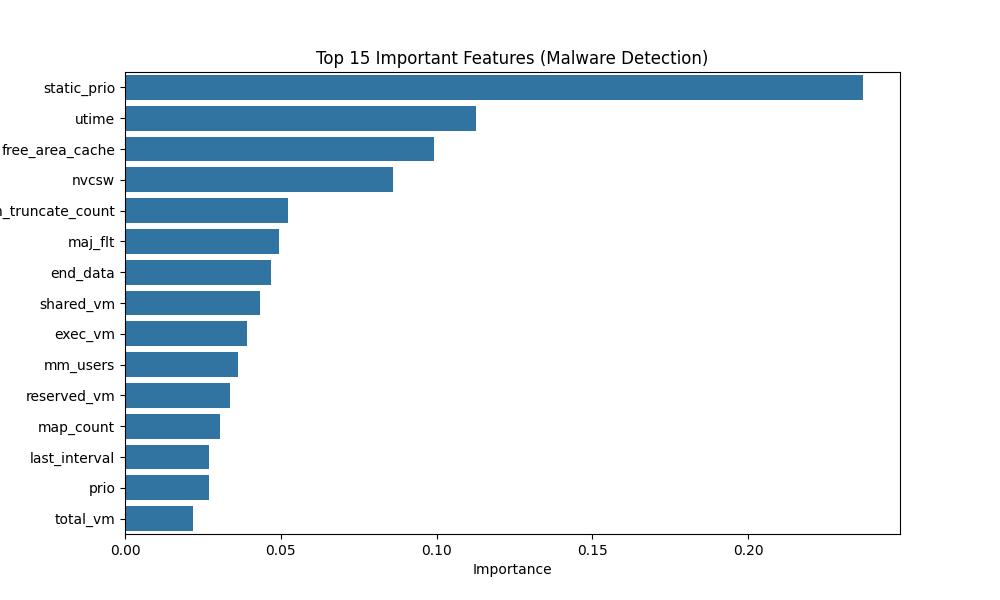 Top 15 Important Features (Malware Detection)
static_prio
utime
free_area_cache
nvcsw
_truncate_count
maj_flt
end_data
shared_vm
exec_vm
mm_users
reserved_vm
map_count
last_interval
prio
total_vm
0.00 0.05 0.10 0.15 0.20
Importance